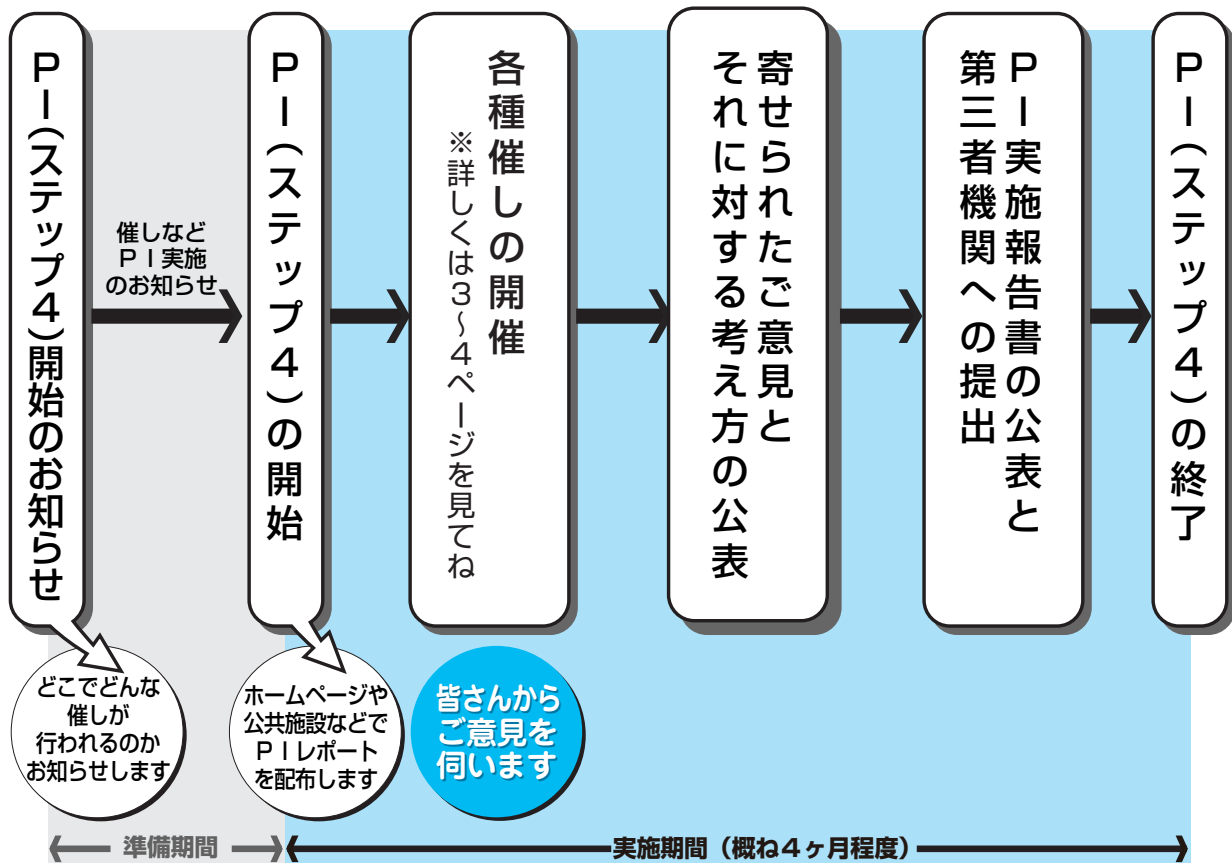 PI(ステップ4)開始のお知らせ
催しなど
PI実施
のお知らせ
PI(ステップ4)の開始
各種催しの開催
※詳しくは3~4ページを見てね
寄せられたご意見と
それに対する考え方の公表
PI実施報告書の公表と
第三者機関への提出
PI(ステップ4)の終了
どこでどんな
催しが
行われるのか
お知らせします
ホームページや
公共施設などで
PIレポート
を配布します
皆さんから
ご意見を
伺います
準備期間
実施期間(概ね4ヶ月程度)